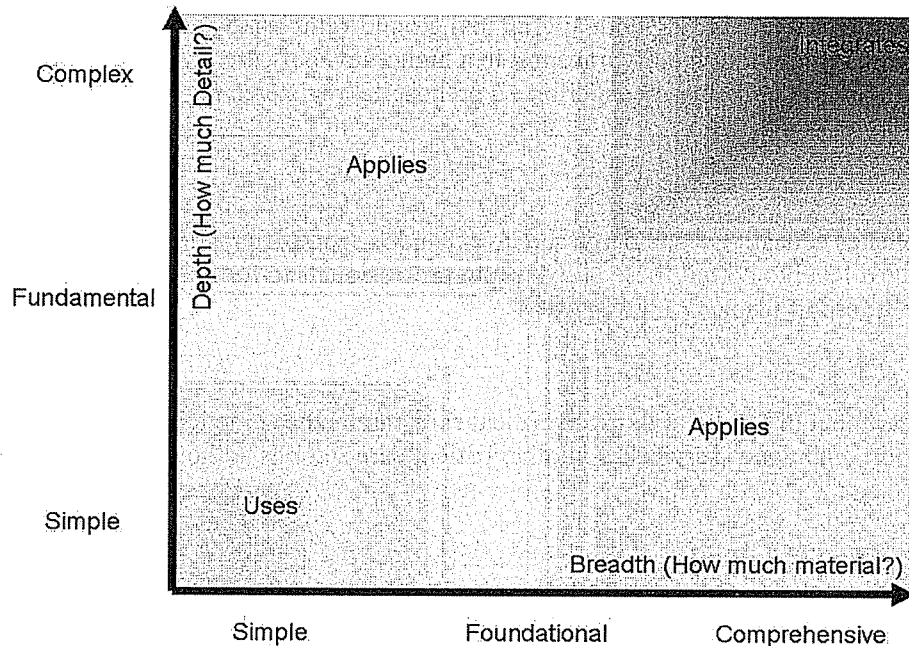 Integrates
Complex
Depth (How much Detail?)
Applies
Fundamental
Applies
Uses
Simple
Breadth (How much material?)
Simple
Foundational
Comprehensive